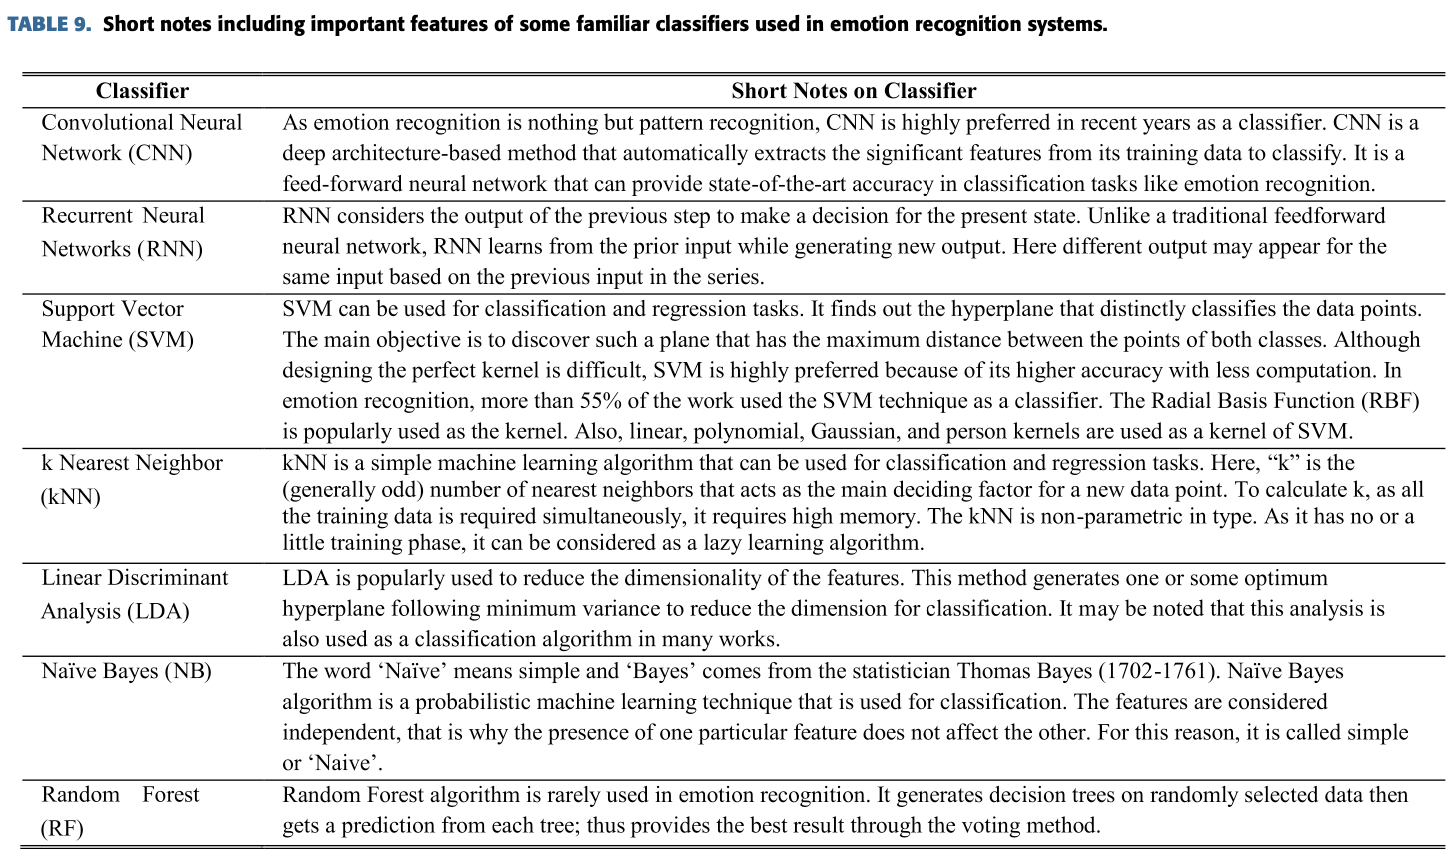 TABLE 9. Short notes including important features of some familiar classifiers used in emotion recognition systems.
Classifier Short Notes on Classifier
Convolutional Neural As emotion recognition is nothing but pattern recognition, CNN is highly preferred in recent years as a classifier. CNN is a
Network (CNN) deep architecture-based method that automatically extracts the significant features from its training data to classify. It is a
feed-forward neural network that can provide state-of-the-art accuracy in classification tasks like emotion recognition.
Recurrent Neural RNN considers the output of the previous step to make a decision for the present state. Unlike a traditional feedforward
Networks (RNN) neural network, RNN learns from the prior input while generating new output. Here different output may appear for the
same input based on the previous input in the series.
Support Vector SVM can be used for classification and regression tasks. It finds out the hyperplane that distinctly classifies the data points.
Machine (SVM) The main objective is to discover such a plane that has the maximum distance between the points of both classes. Although
designing the perfect kernel is difficult, SVM is highly preferred because of its higher accuracy with less computation. In
emotion recognition, more than 55% of the work used the SVM technique as a classifier. The Radial Basis Function (RBF)
is popularly used as the kernel. Also, linear, polynomial, Gaussian, and person kernels are used as a kernel of SVM.
k Nearest Neighbor kNN is a simple machine learning algorithm that can be used for classification and regression tasks. Here, “k” is the
(kNN) (generally odd) number of nearest neighbors that acts as the main deciding factor for a new data point. To calculate k, as all
the training data is required simultaneously, it requires high memory. The kNN is non-parametric in type. As it has no or a
little training phase, it can be considered as a lazy learning algorithm.
Linear Discriminant LDA is popularly used to reduce the dimensionality of the features. This method generates one or some optimum
Analysis (LDA) hyperplane following minimum variance to reduce the dimension for classification. It may be noted that this analysis is
also used as a classification algorithm in many works.
Naïve Bayes (NB) The word ‘Naïve’ means simple and ‘Bayes’ comes from the statistician Thomas Bayes (1702-1761). Naïve Bayes
algorithm is a probabilistic machine learning technique that is used for classification. The features are considered
independent, that is why the presence of one particular feature does not affect the other. For this reason, it is called simple
or ‘Naive’.
Random Forest Random Forest algorithm is rarely used in emotion recognition. It generates decision trees on randomly selected data then
(RF) gets a prediction from each tree; thus provides the best result through the voting method.